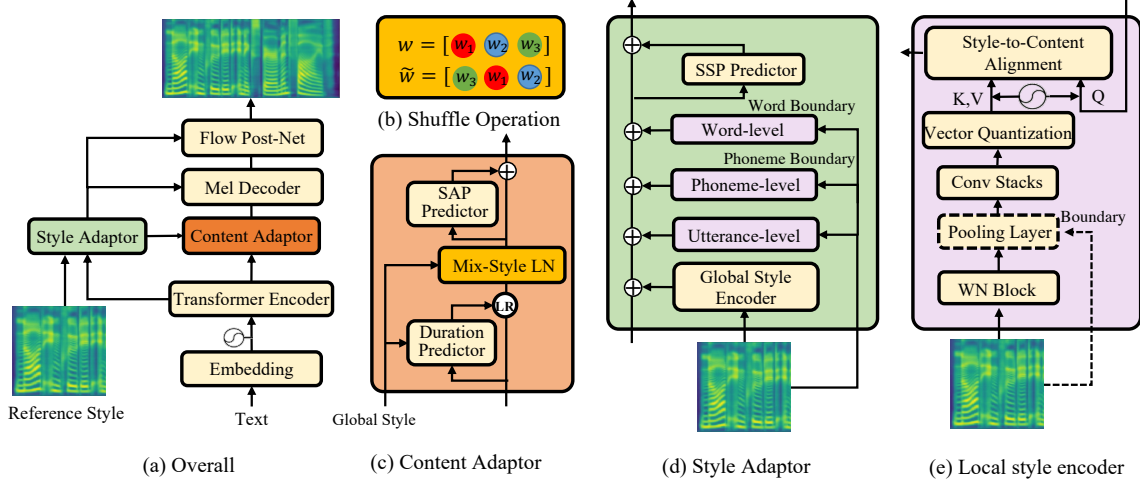 Flow Post-Net
Mel Decoder
Style Adaptor
Content Adaptor
Transformer Encoder
Embedding
Reference Style
Text
(a) Overall
w = [ w₁ w₂ w₃ ]
w̃ = [ w₃ w₁ w₂ ]
(b) Shuffle Operation
SAP
Predictor
Mix-Style LN
LR
Duration
Predictor
Global Style
(c) Content Adaptor
SSP Predictor
Word Boundary
Word-level
Phoneme Boundary
Phoneme-level
Utterance-level
Global Style
Encoder
(d) Style Adaptor
Style-to-Content
Alignment
K,V
Q
Vector Quantization
Conv Stacks
Boundary
Pooling Layer
WN Block
(e) Local style encoder